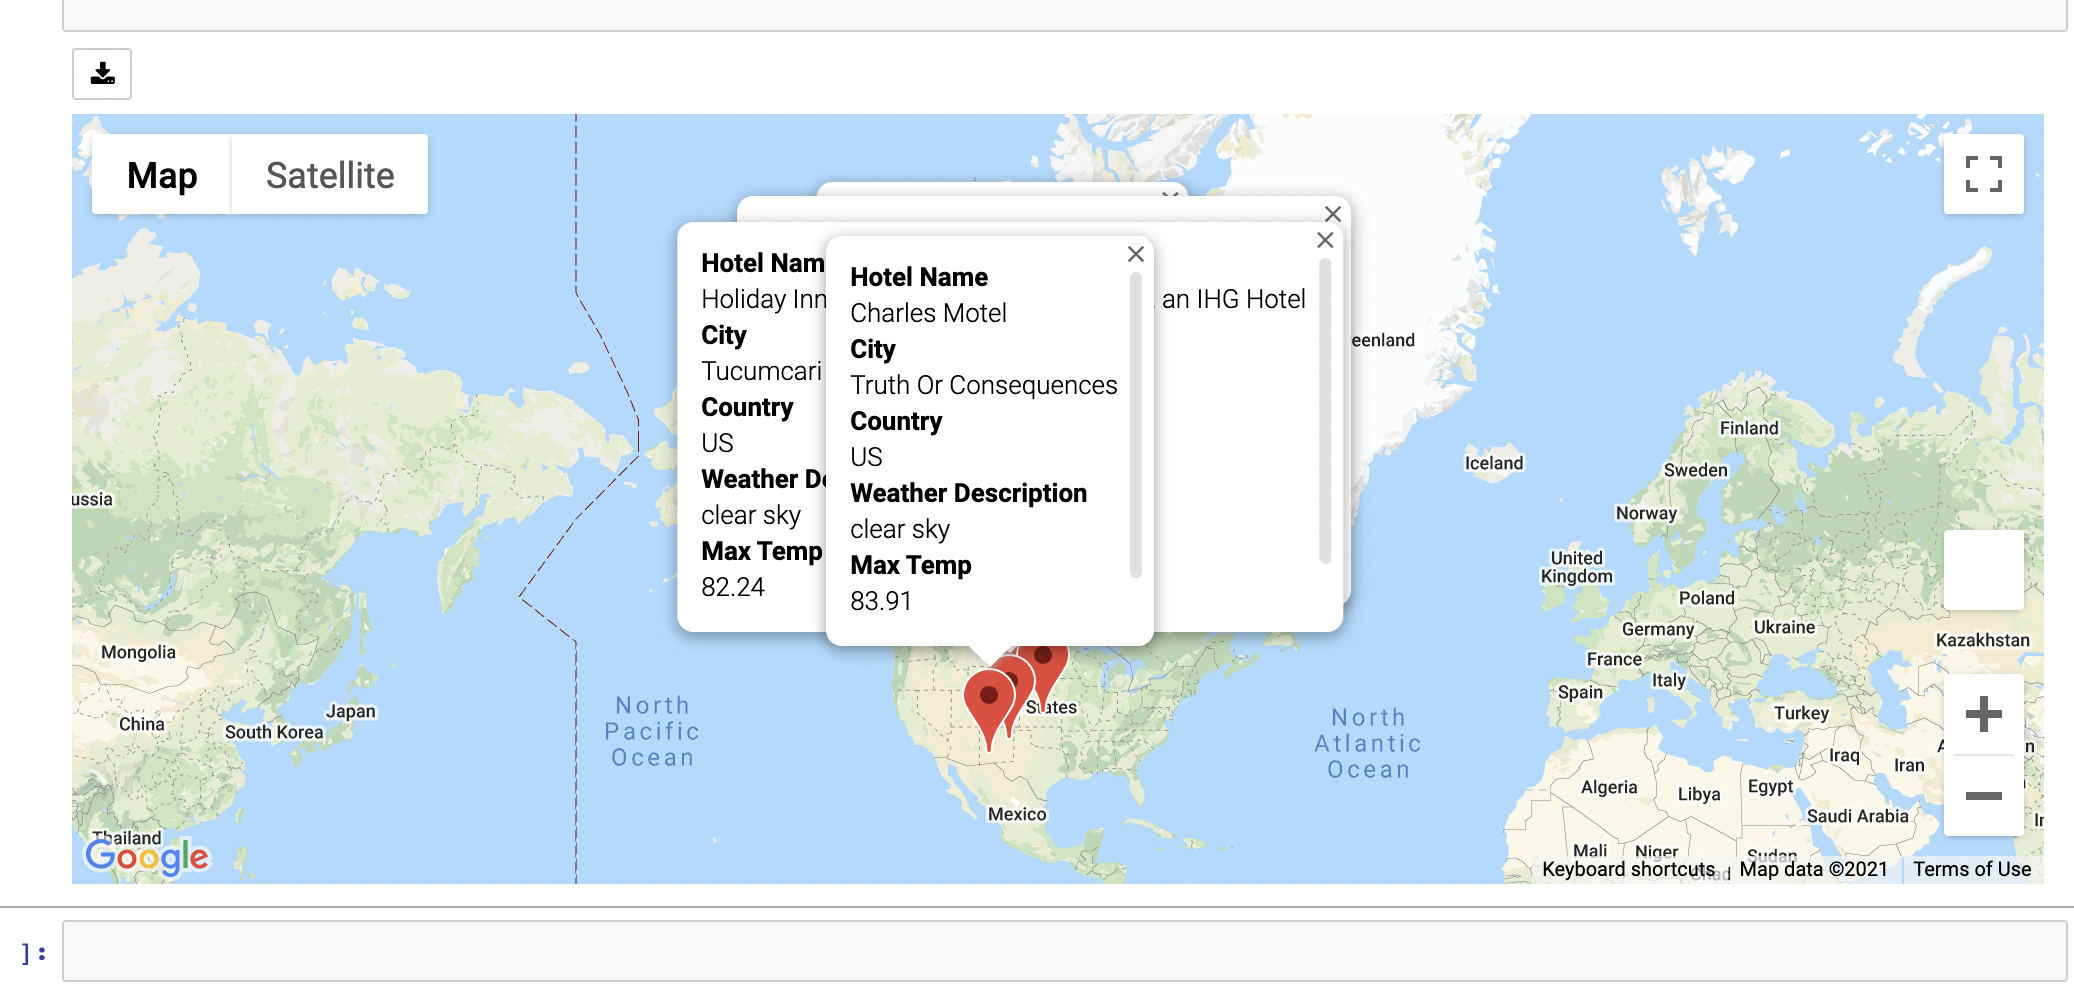 Map
Satellite
Hotel Nam
Holiday Inn
an IHG Hotel
City
Tucumcari
Country
US
Weather De
clear sky
Max Temp
82.24
Hotel Name
Charles Motel
City
Truth Or Consequences
Country
US
Weather Description
clear sky
Max Temp
83.91
eenland
Iceland
Finland
Sweden
Norway
United
Kingdom
Poland
Germany
Ukraine
France
Kazakhstan
Italy
Spain
Turkey
Iraq
Iran
Algeria
Libya
Egypt
Saudi Arabia
Mali
Niger
Sudan
Chad
ussia
Mongolia
China
South Korea
Japan
Thailand
North
Pacific
Ocean
States
Mexico
North
Atlantic
Ocean
Google
Keyboard shortcuts
Map data ©2021
Terms of Use
]: